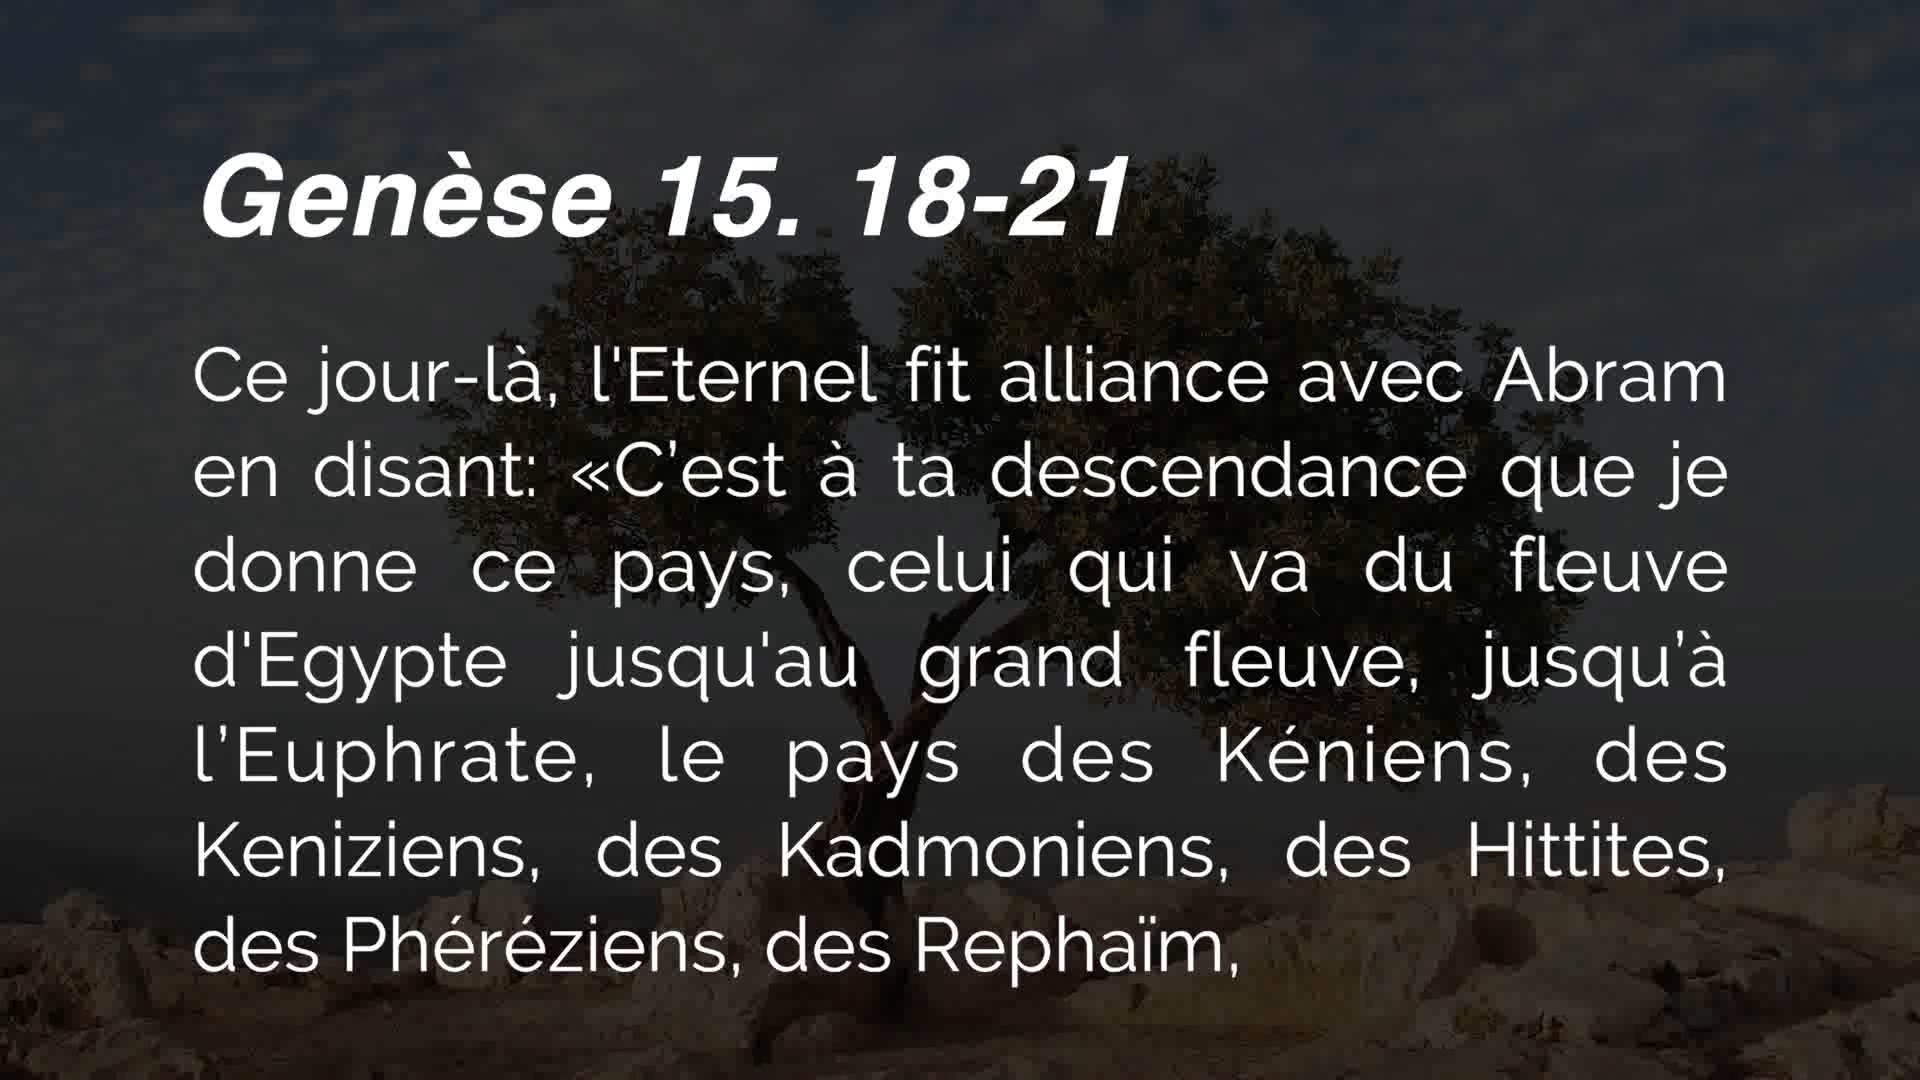 Genèse 15. 18-21
Ce jour-là, l'Eternel fit alliance avec Abram
en disant: «C’est à ta descendance que je
donne ce pays, celui qui va du fleuve
d'Egypte jusqu'au grand fleuve, jusqu’à
l’Euphrate, le pays des Kéniens, des
Keniziens, des Kadmoniens, des Hittites,
des Phéréziens, des Rephaïm,